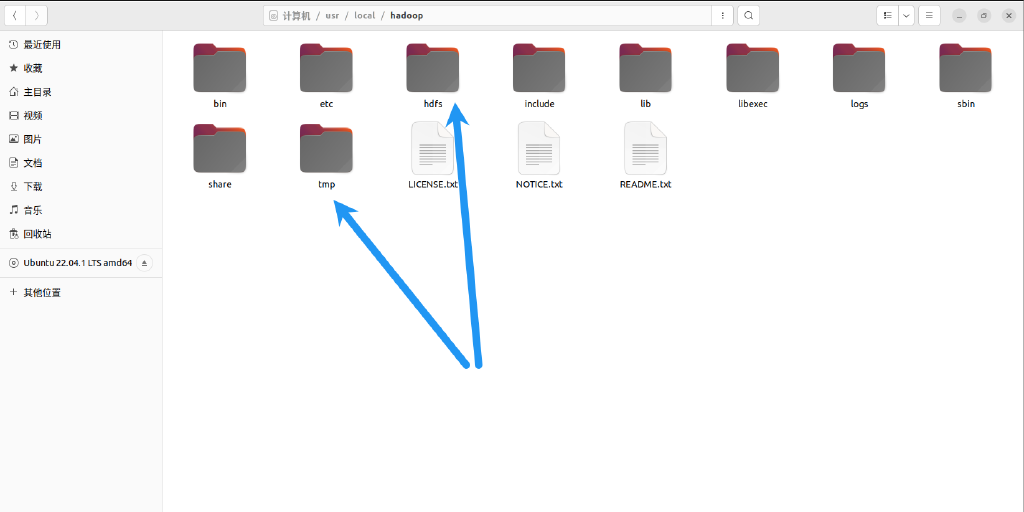 计算机 / usr / local / hadoop
最近使用
收藏
主目录
视频
图片
文档
下载
音乐
回收站
Ubuntu 22.04.1 LTS amd64
其他位置
bin etc hdfs include lib libexec logs sbin
share tmp LICENSE.txt NOTICE.txt README.txt